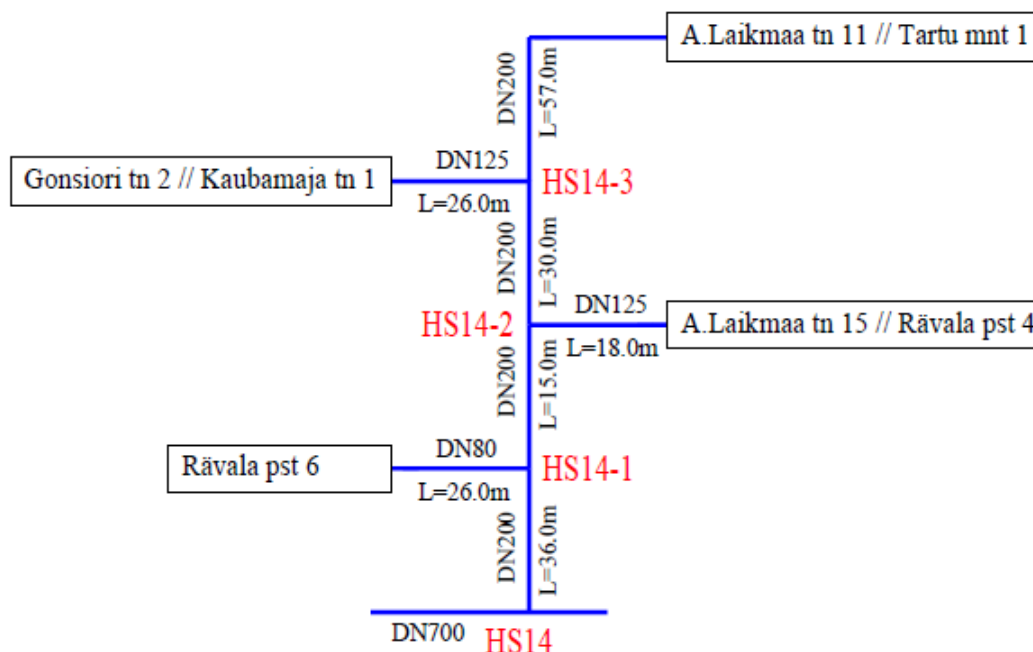 A.Laikmaa tn 11 // Tartu mnt 1
DN200
L=57.0m
DN125
Gonsiori tn 2 // Kaubamaja tn 1
HS14-3
L=26.0m
DN200
L=30.0m
DN125
HS14-2
A.Laikmaa tn 15 // Rävala pst 4
L=18.0m
DN200
L=15.0m
DN80
Rävala pst 6
HS14-1
L=26.0m
DN200
L=36.0m
DN700
HS14